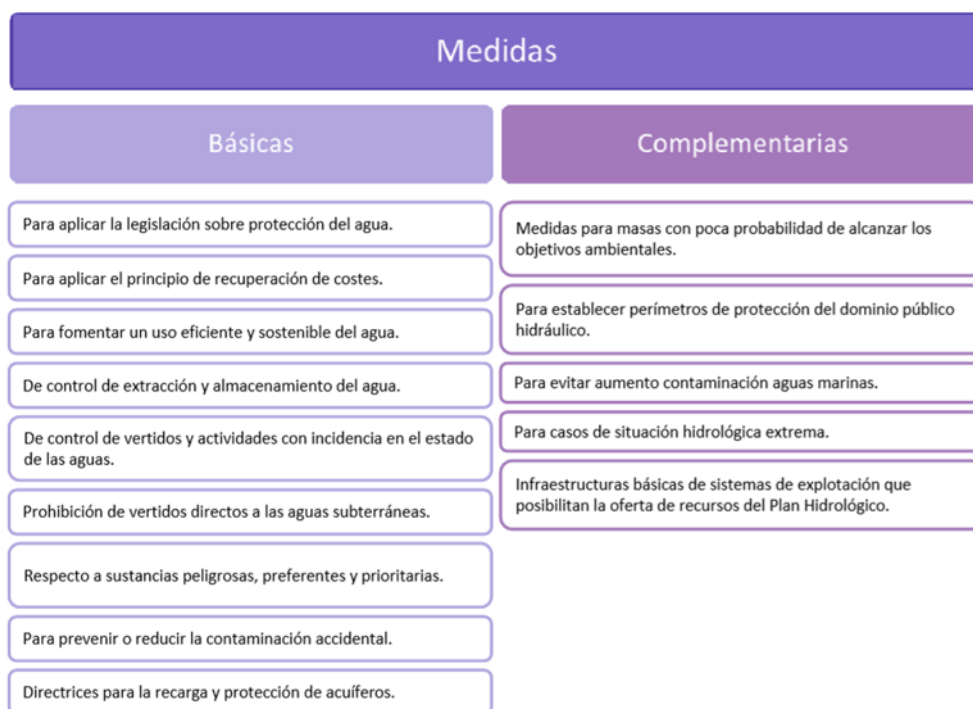 Medidas
Básicas
Para aplicar la legislación sobre protección del agua.
Para aplicar el principio de recuperación de costes.
Para fomentar un uso eficiente y sostenible del agua.
De control de extracción y almacenamiento del agua.
De control de vertidos y actividades con incidencia en el estado
de las aguas.
Prohibición de vertidos directos a las aguas subterráneas.
Respecto a sustancias peligrosas, preferentes y prioritarias.
Para prevenir o reducir la contaminación accidental.
Directrices para la recarga y protección de acuíferos.
Complementarias
Medidas para masas con poca probabilidad de alcanzar los
objetivos ambientales.
Para establecer perímetros de protección del dominio público
hidráulico.
Para evitar aumento contaminación aguas marinas.
Para casos de situación hidrológica extrema.
Infraestructuras básicas de sistemas de explotación que
posibilitan la oferta de recursos del Plan Hidrológico.